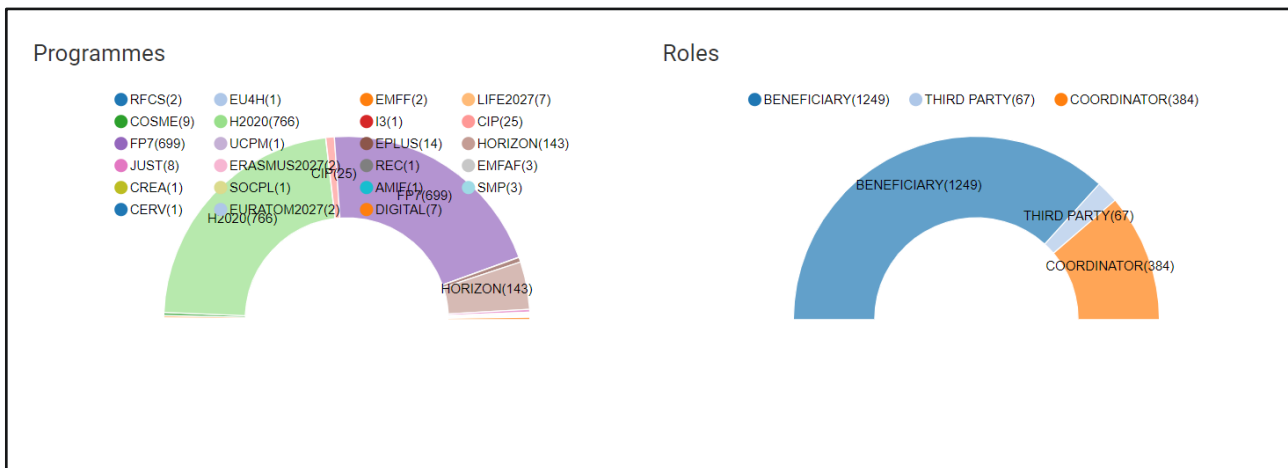 Programmes
RFCS(2) EU4H(1) EMFF(2) LIFE2027(7)
COSME(9) H2020(766) I3(1) CIP(25)
FP7(699) UCPM(1) EPLUS(14) HORIZON(143)
JUST(8) ERASMUS2027(2) REC(1) EMFAF(3)
CREA(1) SOCPL(1) AMIF(1) SMP(3)
CERV(1) EURATOM2027(2) DIGITAL(7)
CIP(25)
FP7(699)
H2020(766)
HORIZON(143)
Roles
BENEFICIARY(1249) THIRD PARTY(67) COORDINATOR(384)
BENEFICIARY(1249)
THIRD PARTY(67)
COORDINATOR(384)